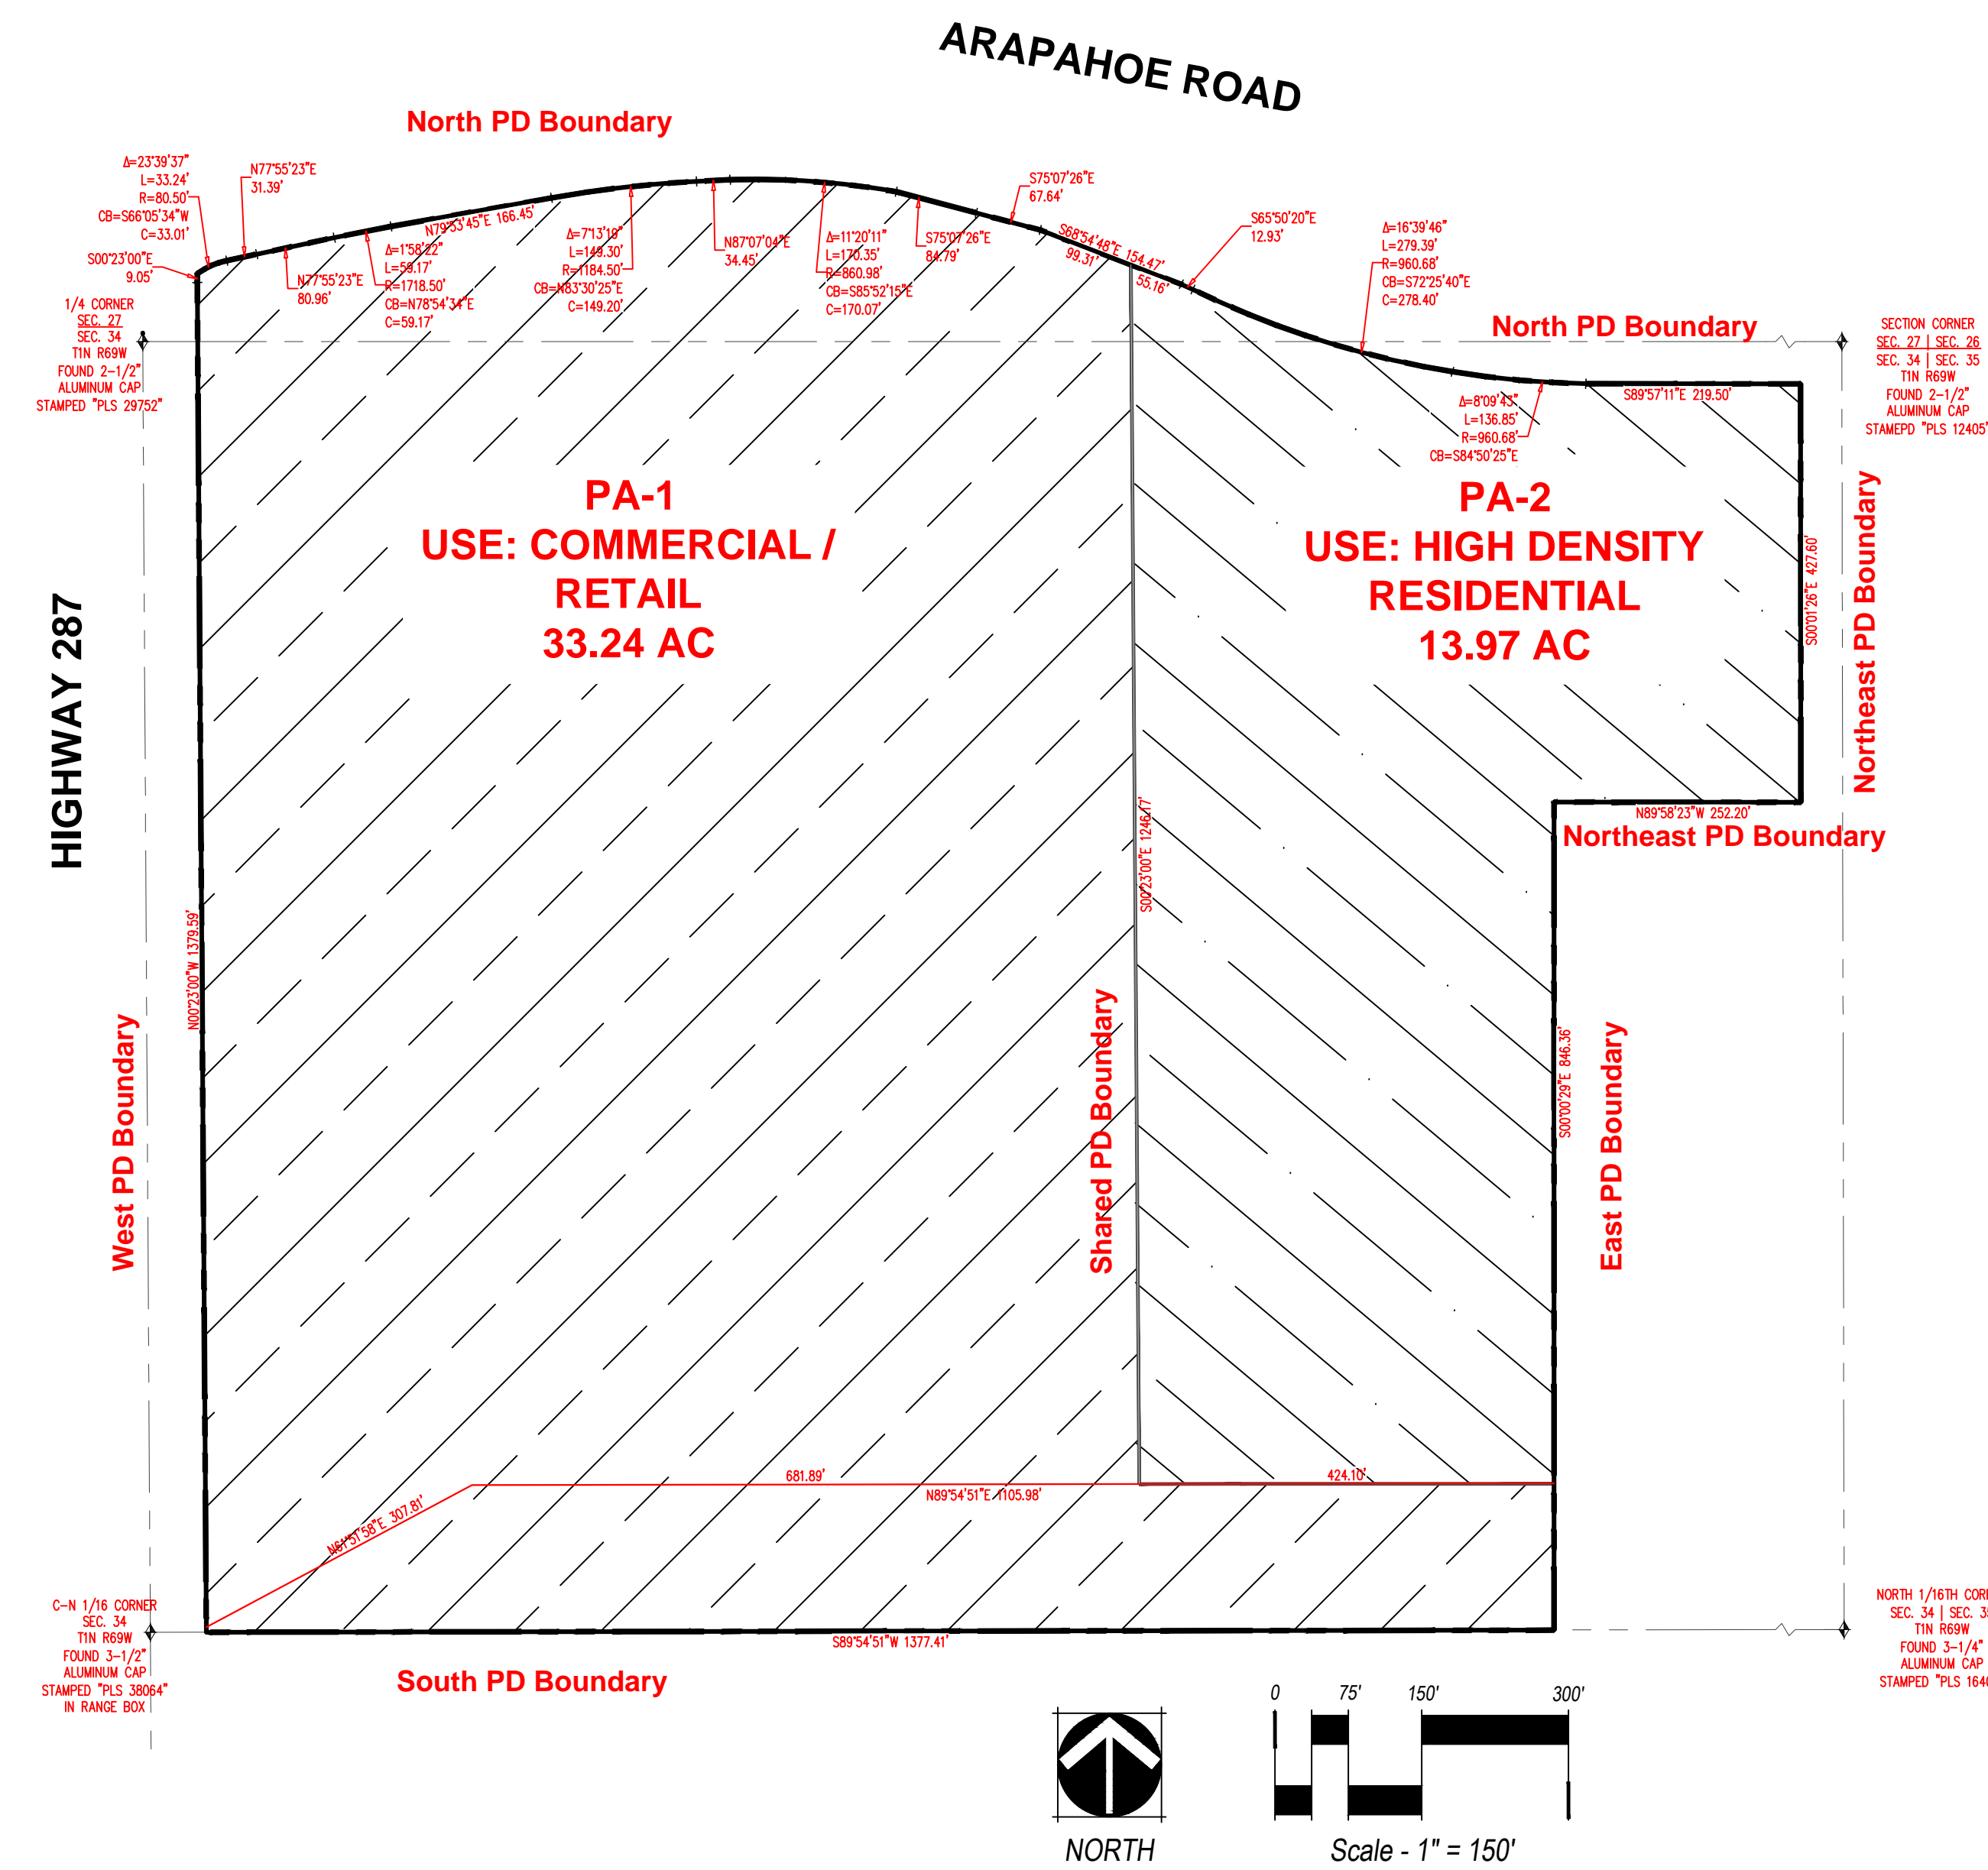 ARAPAHOE ROAD
North PD Boundary
Δ=23°39'37"
L=33.24'
R=80.50'
CB=S66°05'34"W
C=33.01'
N77°55'23"E
31.39'
S00°23'00"E
9.05'
N77°55'23"E
80.96'
Δ=1°58'22"
L=59.17'
R=1718.50'
CB=N78°54'34"E
C=59.17'
N79°53'45"E 166.45'
L=149.30'
R=1184.50'
CB=N83°30'25"E
C=149.20'
N87°07'04"E
34.45'
Δ=11°20'11"
L=170.35'
R=860.98'
CB=S85°52'15"E
C=170.07'
S75°07'26"E
84.79'
S75°07'26"E
67.64'
S68°54'48"E 154.47'
99.31'
55.16'
S65°50'20"E
12.93'
Δ=16°39'46"
L=279.39'
R=960.68'
CB=S72°25'40"E
C=278.40'
North PD Boundary
Δ=8°09'43"
L=136.85'
R=960.68'
CB=S84°50'25"E
S89°57'11"E 219.50'
1/4 CORNER
SEC. 27
SEC. 34
T1N R69W
FOUND 2-1/2"
ALUMINUM CAP
STAMPED "PLS 29752"
SECTION CORNER
SEC. 27 | SEC. 26
SEC. 34 | SEC. 35
T1N R69W
FOUND 2-1/2"
ALUMINUM CAP
STAMEPD "PLS 12405"
PA-1
USE: COMMERCIAL /
RETAIL
33.24 AC
PA-2
USE: HIGH DENSITY
RESIDENTIAL
13.97 AC
HIGHWAY 287
S00°01'26"E 427.60'
Northeast PD Boundary
N89°58'23"W 252.20'
Northeast PD Boundary
N00°23'00"W 1379.59'
West PD Boundary
S00°23'00"E 1246.17'
Shared PD Boundary
S00°00'29"E 846.36'
East PD Boundary
681.89'
N89°54'51"E 1105.98'
424.10'
N61°51'58"E 307.81'
S89°54'51"W 1377.41'
South PD Boundary
C-N 1/16 CORNER
SEC. 34
T1N R69W
FOUND 3-1/2"
ALUMINUM CAP
STAMPED "PLS 38064"
IN RANGE BOX
NORTH 1/16TH
SEC. 34 | SEC.
T1N R69W
FOUND 3-1/4"
ALUMINUM CAP
STAMPED "PLS
0 75' 150' 300'
NORTH
Scale - 1" = 150'